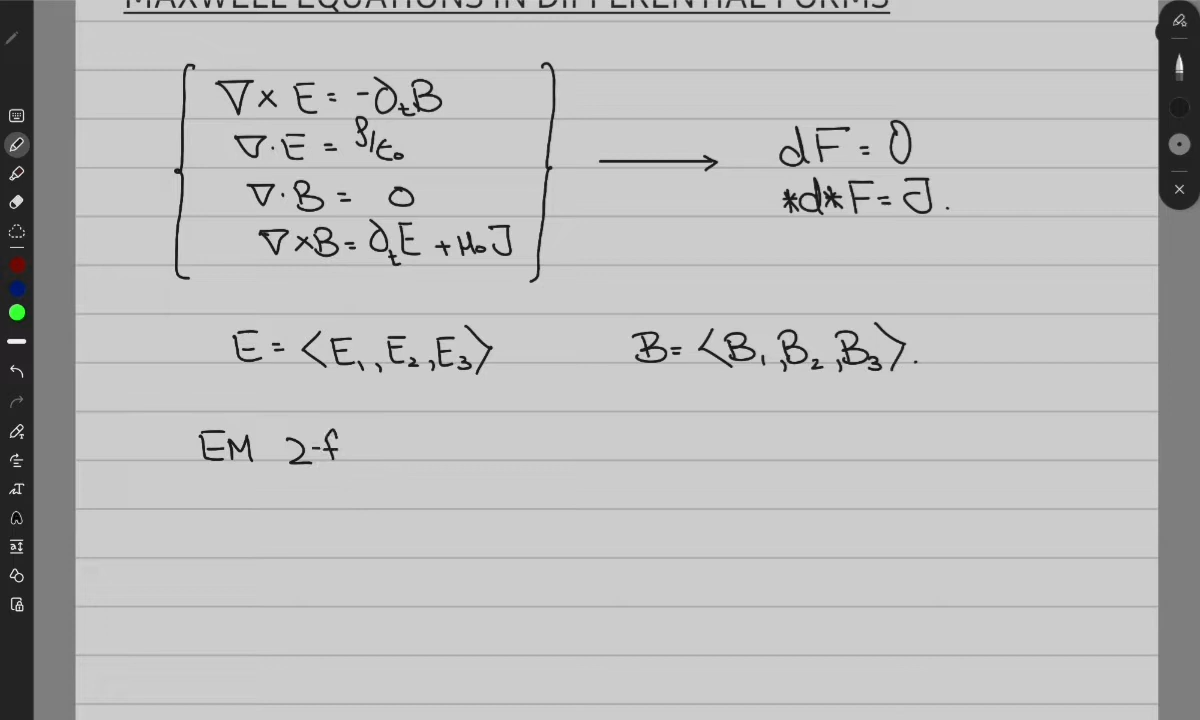 MAXWELL EQUATIONS IN DIFFERENTIAL FORMS
∇× E = -∂ₜB
∇·E = ρ/ε₀
∇·B = 0
∇×B = ∂ₜE + μ₀J
dF = 0
*d*F = J.
E = ⟨E₁, E₂, E₃⟩ B = ⟨B₁, B₂, B₃⟩.
EM 2-f